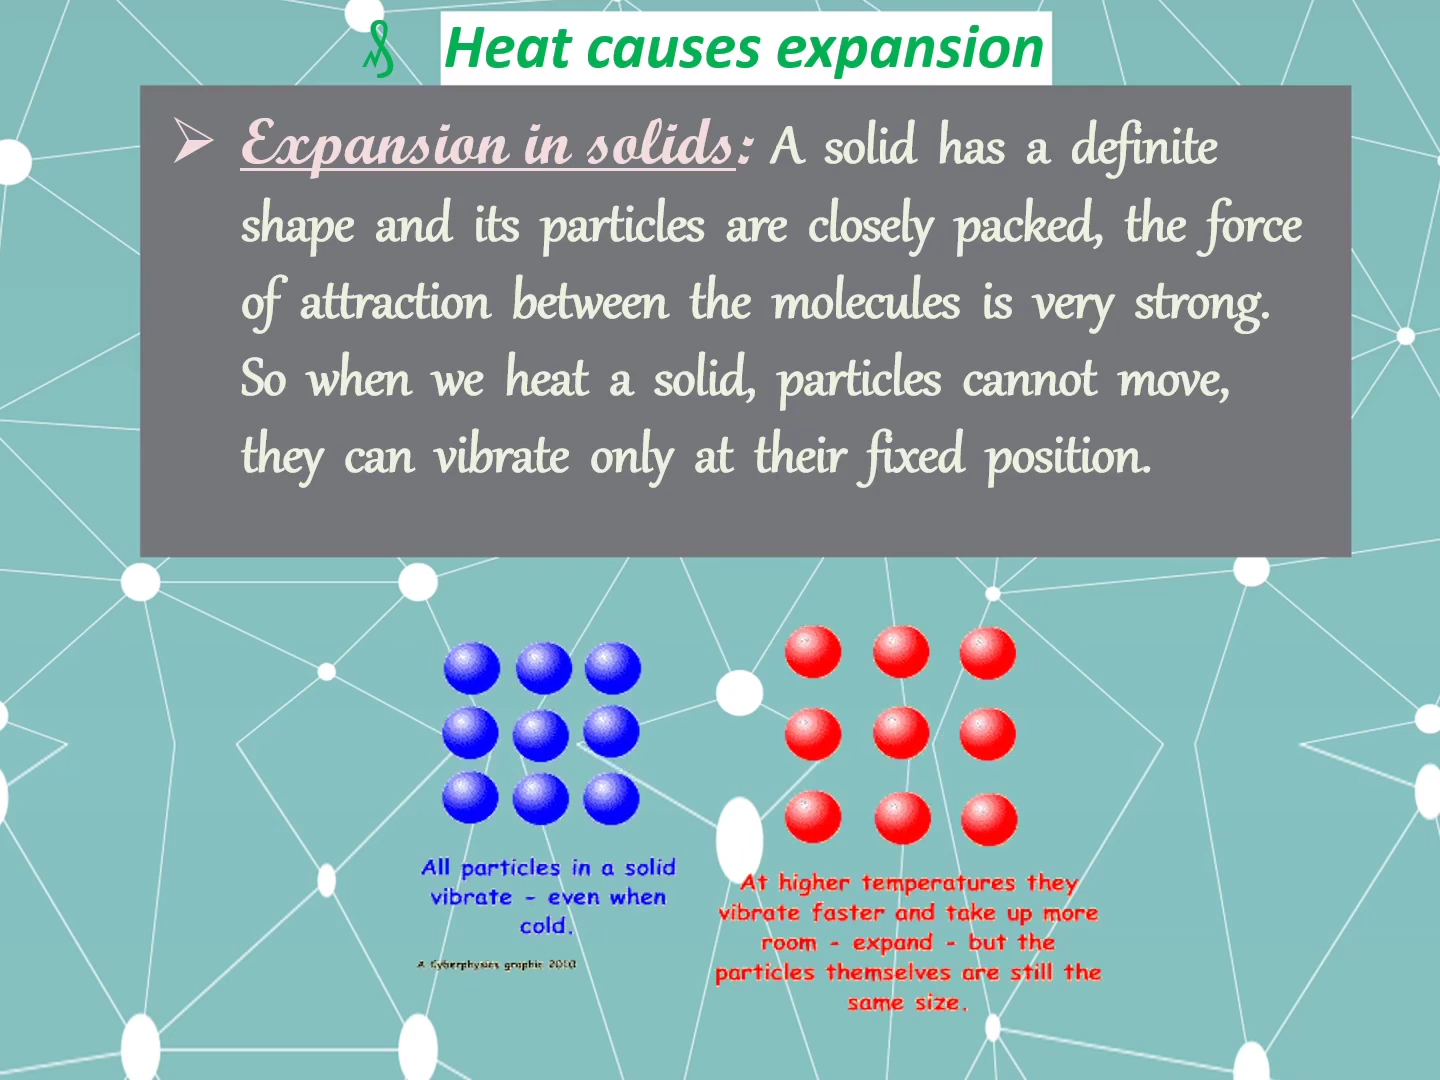 Heat causes expansion
Expansion in solids: A solid has a definite
shape and its particles are closely packed, the force
of attraction between the molecules is very strong.
So when we heat a solid, particles cannot move,
they can vibrate only at their fixed position.
All particles in a solid
vibrate - even when
cold.
A Cyberphysics graphic 2010
At higher temperatures they
vibrate faster and take up more
room - expand - but the
particles themselves are still the
same size.